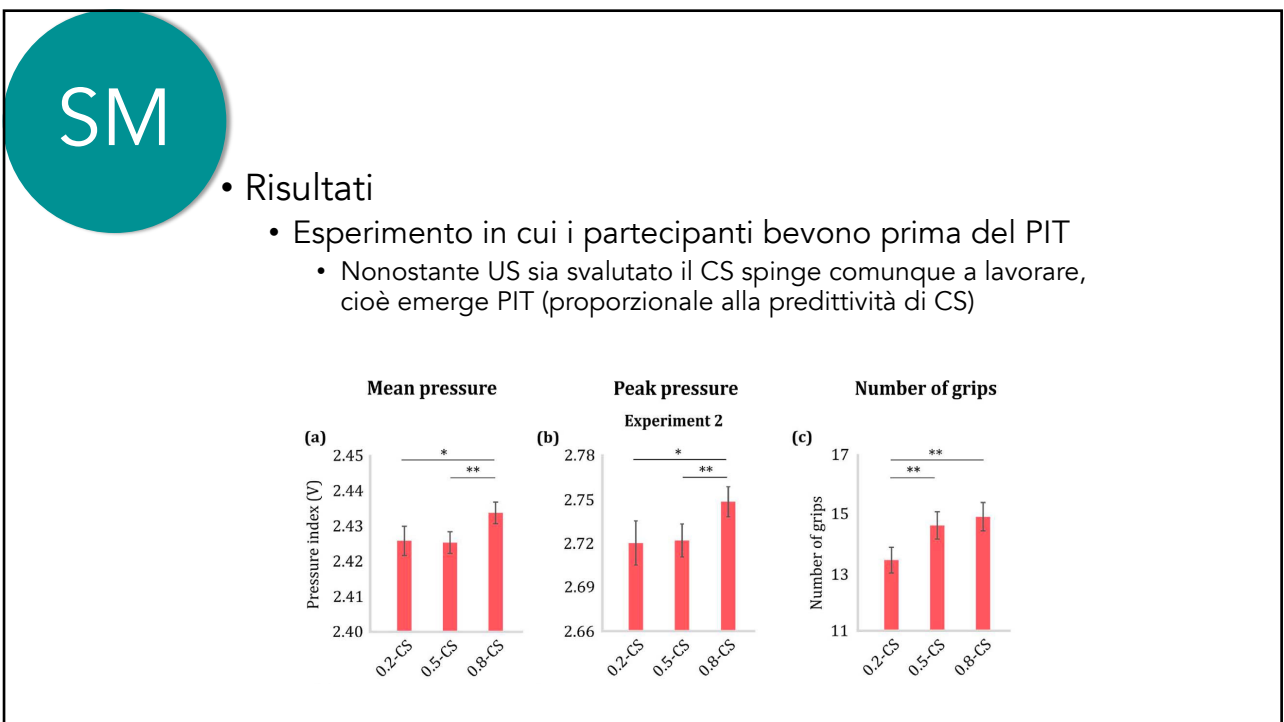 SM
• Risultati
• Esperimento in cui i partecipanti bevono prima del PIT
• Nonostante US sia svalutato il CS spinge comunque a lavorare,
cioè emerge PIT (proporzionale alla predittività di CS)
Mean pressure
Peak pressure
Number of grips
Experiment 2
(a)
Pressure index (V)
2.45
2.44
2.43
2.42
2.41
2.40
*
**
0.2-CS
0.5-CS
0.8-CS
(b)
2.78
2.75
2.72
2.69
2.66
*
**
0.2-CS
0.5-CS
0.8-CS
(c)
Number of grips
17
15
13
11
**
**
0.2-CS
0.5-CS
0.8-CS